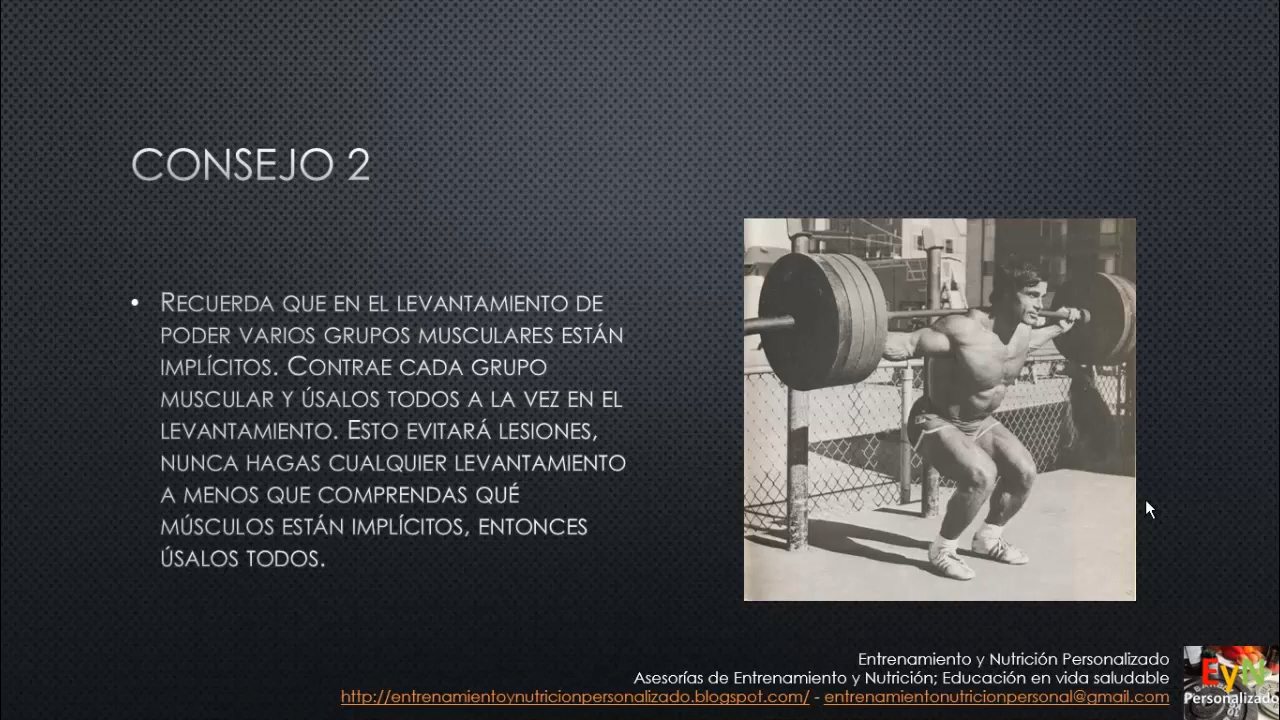 CONSEJO 2
• RECUERDA QUE EN EL LEVANTAMIENTO DE
PODER VARIOS GRUPOS MUSCULARES ESTÁN
IMPLÍCITOS. CONTRAE CADA GRUPO
MUSCULAR Y ÚSALOS TODOS A LA VEZ EN EL
LEVANTAMIENTO. ESTO EVITARÁ LESIONES,
NUNCA HAGAS CUALQUIER LEVANTAMIENTO
A MENOS QUE COMPRENDAS QUÉ
MÚSCULOS ESTÁN IMPLÍCITOS, ENTONCES
ÚSALOS TODOS.
Entrenamiento y Nutrición Personalizado
Asesorías de Entrenamiento y Nutrición; Educación en vida saludable
http://entrenamientoynutricionpersonalizado.blogspot.com/ - entrenamientonutricionpersonal@gmail.com
EyN
Personalizado